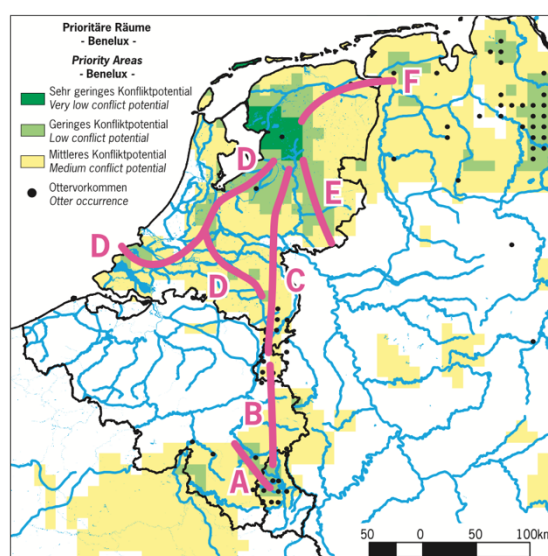 Prioritäre Räume
- Benelux -
Priority Areas
- Benelux -
Sehr geringes Konfliktpotential
Very low conflict potential
Geringes Konfliktpotential
Low conflict potential
Mittleres Konfliktpotential
Medium conflict potential
Ottervorkommen
Otter occurrence
F
D
E
D
D
C
B
A
50 0 50 100km